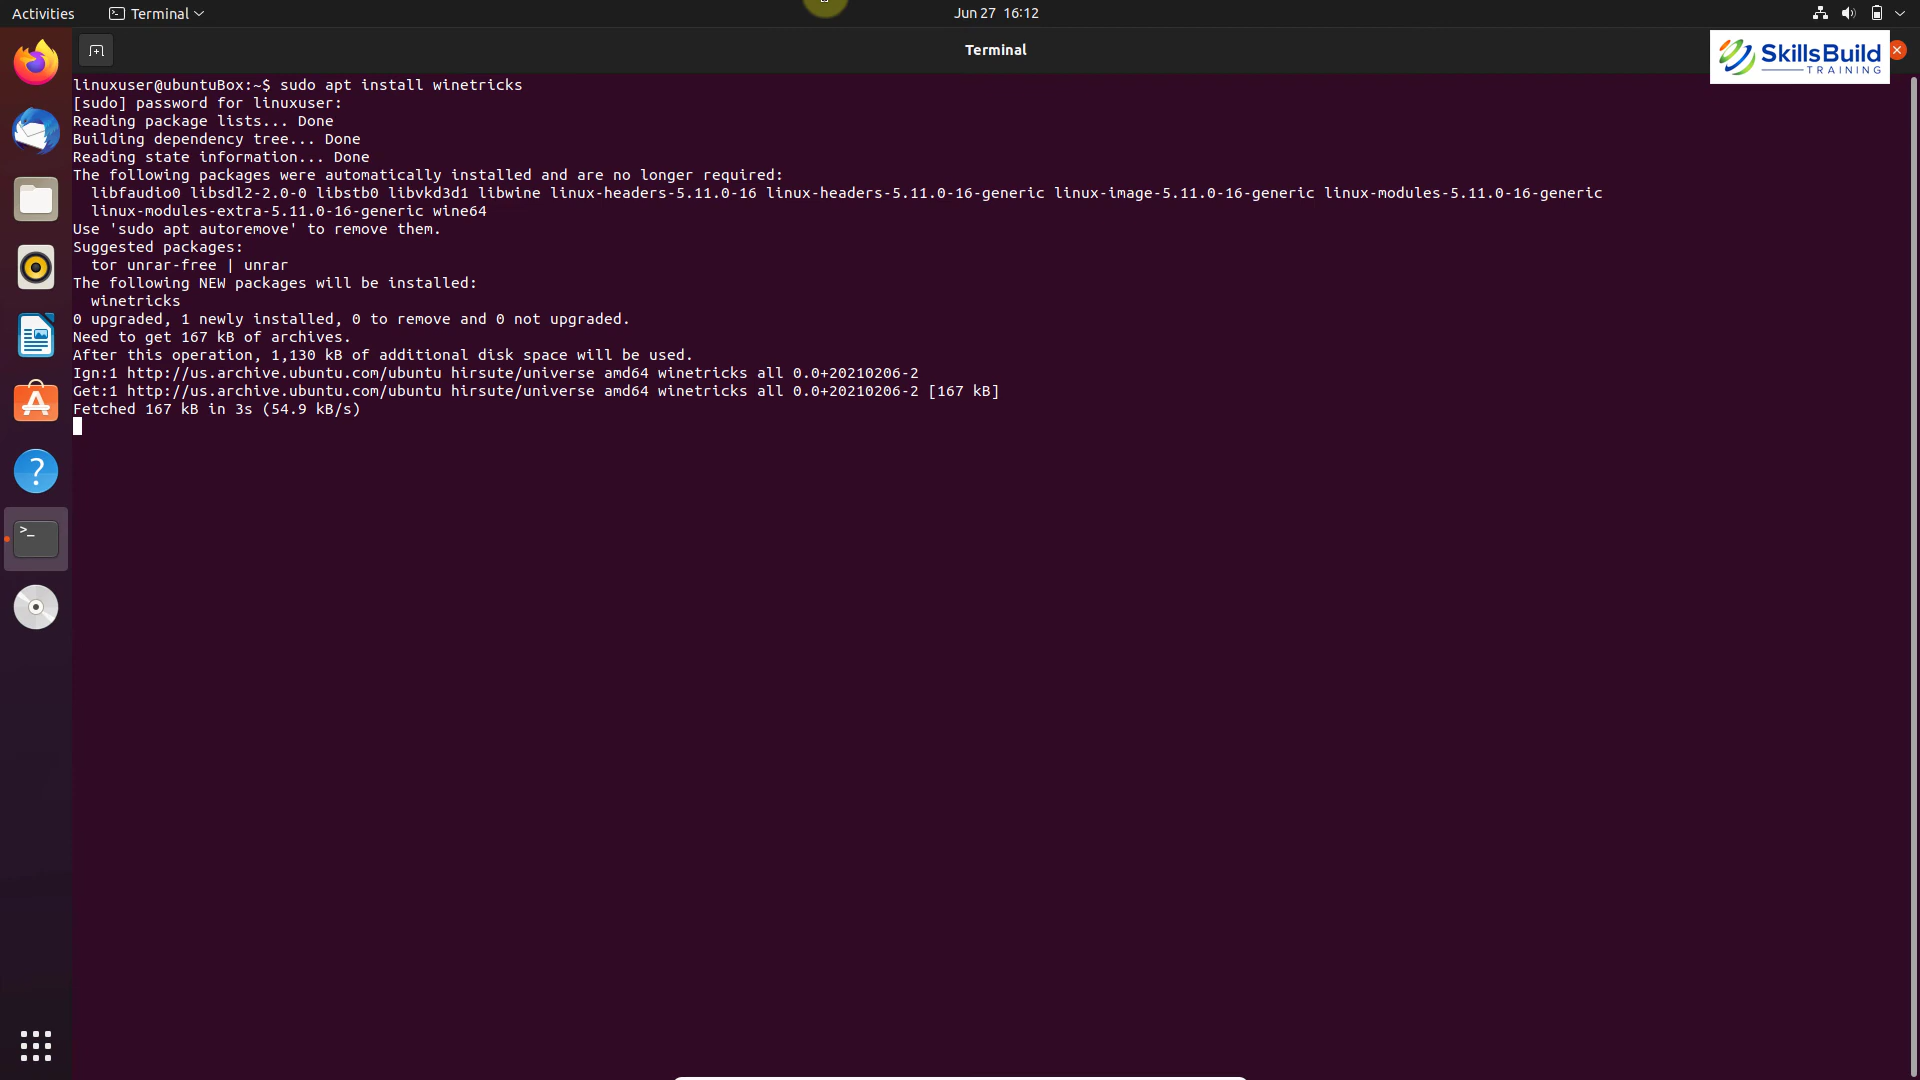 Activities
Terminal
Jun 27 16:12
Terminal
SkillsBuild
TRAINING
linuxuser@ubuntuBox:~$ sudo apt install winetricks
[sudo] password for linuxuser:
Reading package lists... Done
Building dependency tree... Done
Reading state information... Done
The following packages were automatically installed and are no longer required:
libfaudio0 libsdl2-2.0-0 libstb0 libvkd3d1 libwine linux-headers-5.11.0-16 linux-headers-5.11.0-16-generic linux-image-5.11.0-16-generic linux-modules-5.11.0-16-generic
linux-modules-extra-5.11.0-16-generic wine64
Use 'sudo apt autoremove' to remove them.
Suggested packages:
tor unrar-free | unrar
The following NEW packages will be installed:
winetricks
0 upgraded, 1 newly installed, 0 to remove and 0 not upgraded.
Need to get 167 kB of archives.
After this operation, 1,130 kB of additional disk space will be used.
Ign:1 http://us.archive.ubuntu.com/ubuntu hirsute/universe amd64 winetricks all 0.0+20210206-2
Get:1 http://us.archive.ubuntu.com/ubuntu hirsute/universe amd64 winetricks all 0.0+20210206-2 [167 kB]
Fetched 167 kB in 3s (54.9 kB/s)